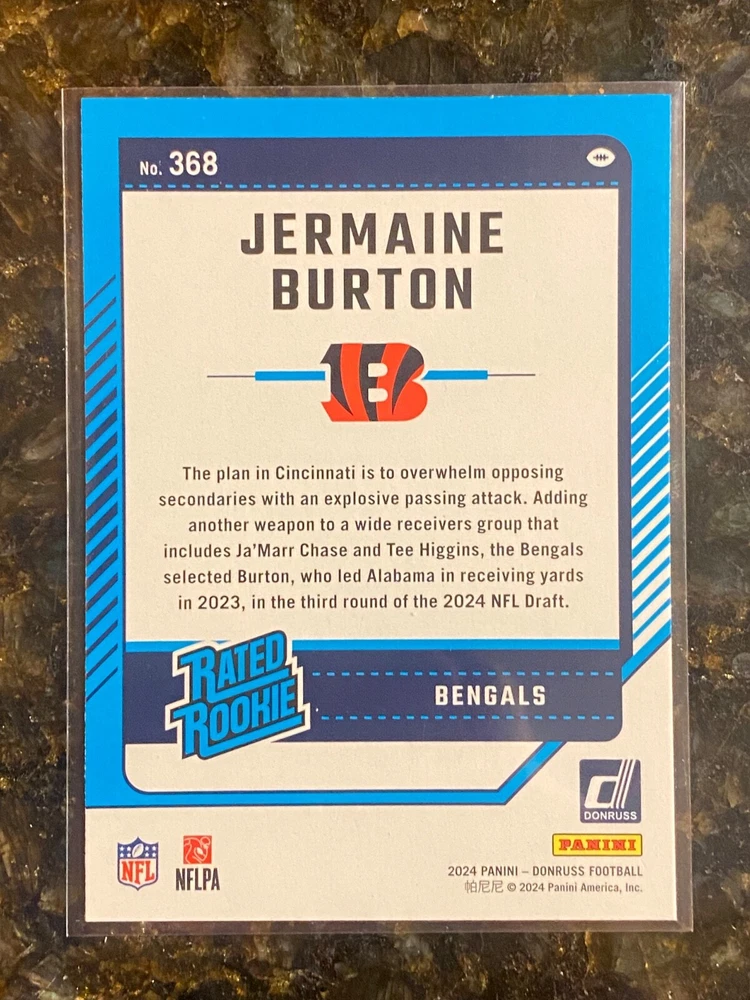 No. 368
JERMAINE
BURTON
The plan in Cincinnati is to overwhelm opposing
secondaries with an explosive passing attack. Adding
another weapon to a wide receivers group that
includes Ja'Marr Chase and Tee Higgins, the Bengals
selected Burton, who led Alabama in receiving yards
in 2023, in the third round of the 2024 NFL Draft.
RATED
ROOKIE
BENGALS
DONRUSS
PANINI
NFL
NFLPA
2024 PANINI – DONRUSS FOOTBALL
帕尼尼 © 2024 Panini America, Inc.